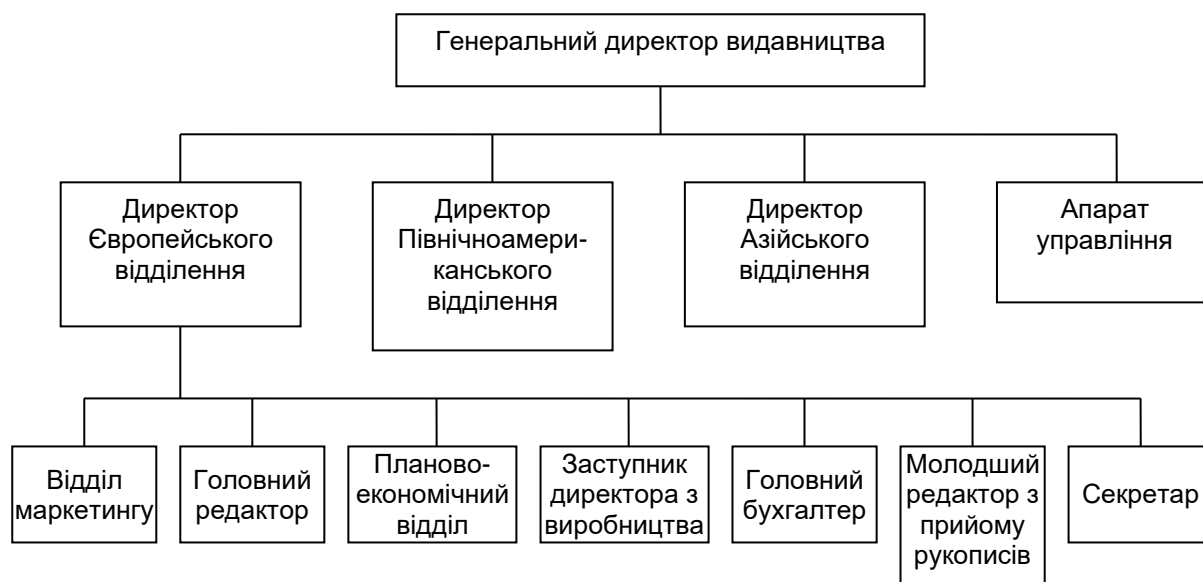 Генеральний директор видавництва
Директор
Європейського
відділення
Директор
Північноамери-
канського
відділення
Директор
Азійського
відділення
Апарат
управління
Відділ
маркетингу
Головний
редактор
Планово-
економічний
відділ
Заступник
директора з
виробництва
Головний
бухгалтер
Молодший
редактор з
прийому
рукописів
Секретар